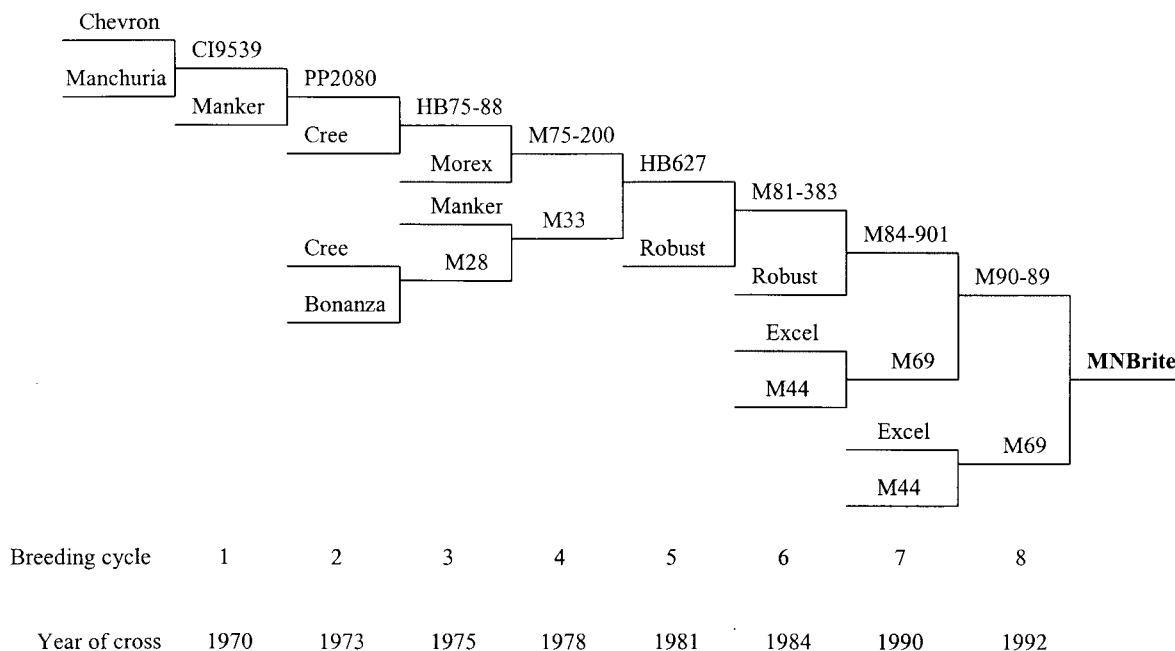 Chevron
CI9539
Manchuria
PP2080
Manker
HB75-88
Cree
M75-200
Morex
HB627
Manker
M81-383
M33
M84-901
Cree
Robust
M28
Robust
M90-89
Bonanza
Excel
M69
MNBrite
M44
Excel
M69
M44
Breeding cycle 1 2 3 4 5 6 7 8
Year of cross 1970 1973 1975 1978 1981 1984 1990 1992